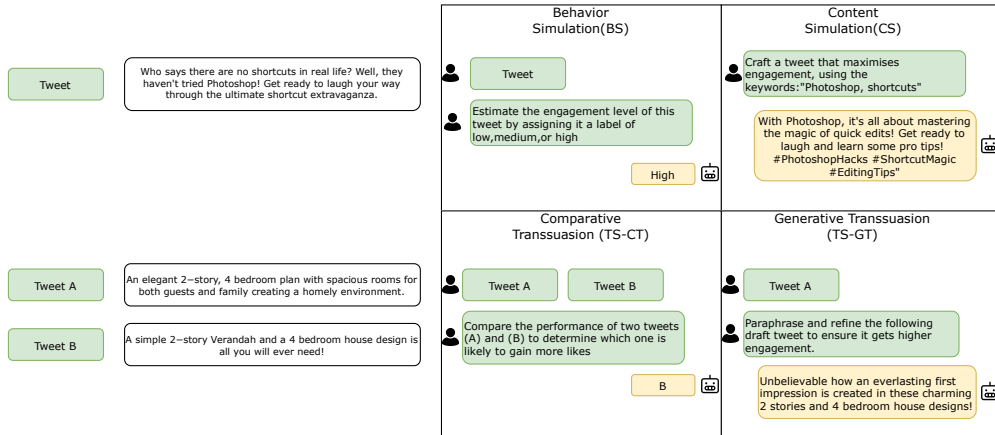 Tweet
Who says there are no shortcuts in real life? Well, they
haven't tried Photoshop! Get ready to laugh your way
through the ultimate shortcut extravaganza.
Behavior
Simulation(BS)
Tweet
Estimate the engagement level of this
tweet by assigning it a label of
low,medium,or high
High
Content
Simulation(CS)
Craft a tweet that maximises
engagement, using the
keywords:"Photoshop, shortcuts"
With Photoshop, it's all about mastering
the magic of quick edits! Get ready to
laugh and learn some pro tips!
#PhotoshopHacks #ShortcutMagic
#EditingTips"
Tweet A
An elegant 2−story, 4 bedroom plan with spacious rooms for
both guests and family creating a homely environment.
Tweet B
A simple 2−story Verandah and a 4 bedroom house design is
all you will ever need!
Comparative
Transsuasion (TS-CT)
Tweet A
Tweet B
Compare the performance of two tweets
(A) and (B) to determine which one is
likely to gain more likes
B
Generative Transsuasion
(TS-GT)
Tweet A
Paraphrase and refine the following
draft tweet to ensure it gets higher
engagement.
Unbelievable how an everlasting first
impression is created in these charming
2 stories and 4 bedroom house designs!